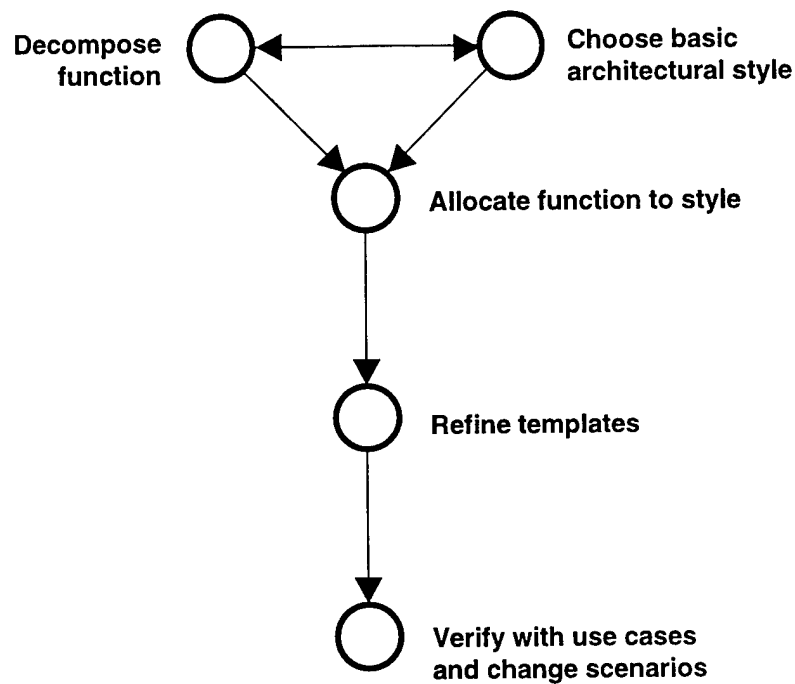 Decompose
function
Choose basic
architectural style
Allocate function to style
Refine templates
Verify with use cases
and change scenarios